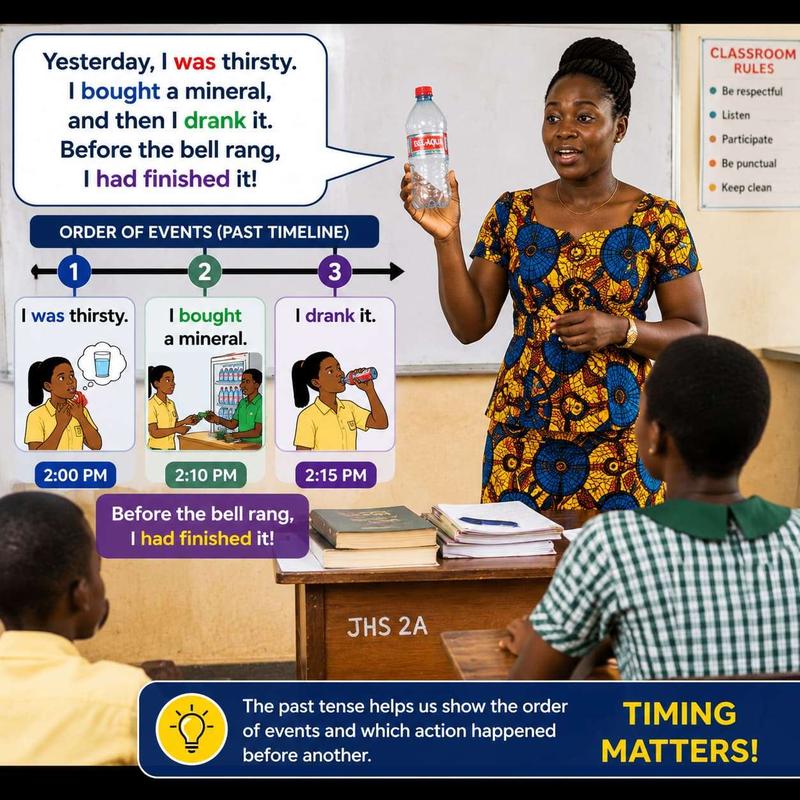 Yesterday, I was thirsty.
I bought a mineral,
and then I drank it.
Before the bell rang,
I had finished it!
BEL-AQUA
CLASSROOM
RULES
Be respectful
Listen
Participate
Be punctual
Keep clean
ORDER OF EVENTS (PAST TIMELINE)
1
2
3
I was thirsty.
I bought
a mineral.
I drank it.
2:00 PM
2:10 PM
2:15 PM
Before the bell rang,
I had finished it!
JHS 2A
The past tense helps us show the order
of events and which action happened
before another.
TIMING
MATTERS!